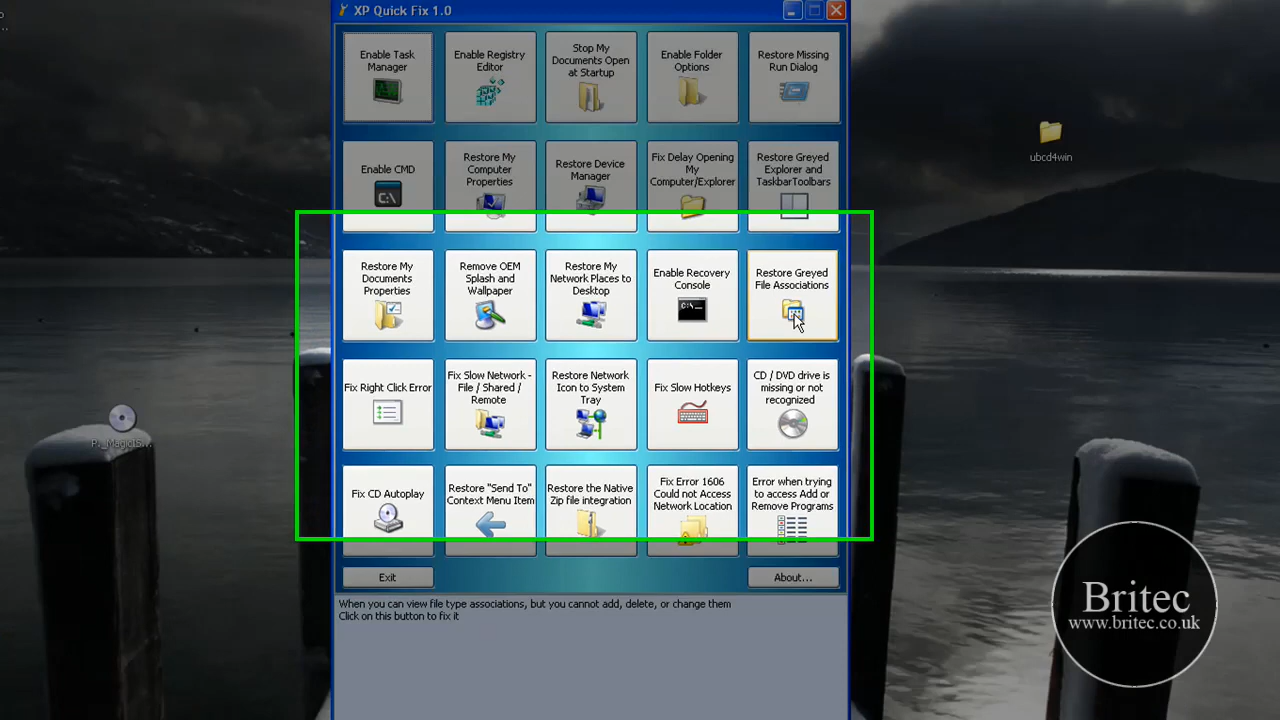 XP Quick Fix 1.0
Enable Task
Manager
Enable Registry
Editor
Stop My
Documents Open
at Startup
Enable Folder
Options
Restore Missing
Run Dialog
Enable CMD
Restore My
Computer
Properties
Restore Device
Manager
Fix Delay Opening
My
Computer/Explorer
Restore Greyed
Explorer and
TaskbarToolbars
Restore My
Documents
Properties
Remove OEM
Splash and
Wallpaper
Restore My
Network Places to
Desktop
Enable Recovery
Console
Restore Greyed
File Associations
Fix Right Click Error
Fix Slow Network -
File / Shared /
Remote
Restore Network
Icon to System
Tray
Fix Slow Hotkeys
CD / DVD drive is
missing or not
recognized
Fix CD Autoplay
Restore "Send To"
Context Menu Item
Restore the Native
Zip file integration
Fix Error 1606
Could not Access
Network Location
Error when trying
to access Add or
Remove Programs
Exit
About...
When you can view file type associations, but you cannot add, delete, or change them
Click on this button to fix it
ubcd4win
Britec
www.britec.co.uk